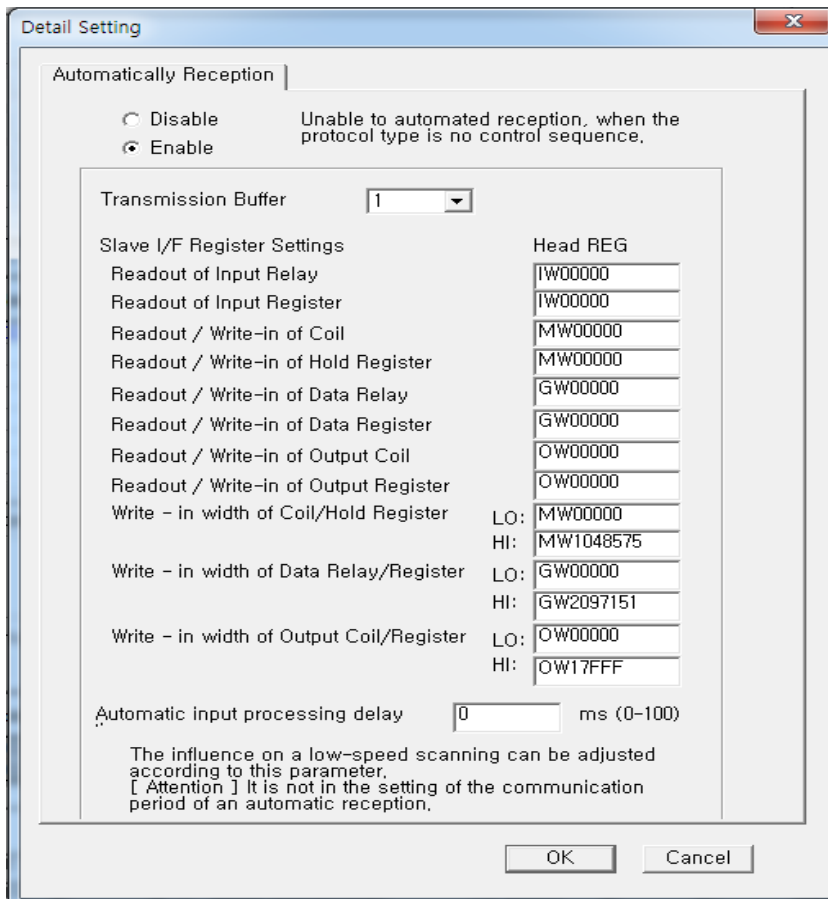 Detail Setting
Automatically Reception
Disable
Enable
Unable to automated reception, when the
protocol type is no control sequence,
Transmission Buffer 1
Slave I/F Register Settings Head REG
Readout of Input Relay IW00000
Readout of Input Register IW00000
Readout / Write-in of Coil MW00000
Readout / Write-in of Hold Register MW00000
Readout / Write-in of Data Relay GW00000
Readout / Write-in of Data Register GW00000
Readout / Write-in of Output Coil OW00000
Readout / Write-in of Output Register OW00000
Write - in width of Coil/Hold Register LO: MW00000
HI: MW1048575
Write - in width of Data Relay/Register LO: GW00000
HI: GW2097151
Write - in width of Output Coil/Register LO: OW00000
HI: OW17FFF
Automatic input processing delay 0 ms (0-100)
The influence on a low-speed scanning can be adjusted
according to this parameter,
[ Attention ] It is not in the setting of the communication
period of an automatic reception,
OK Cancel